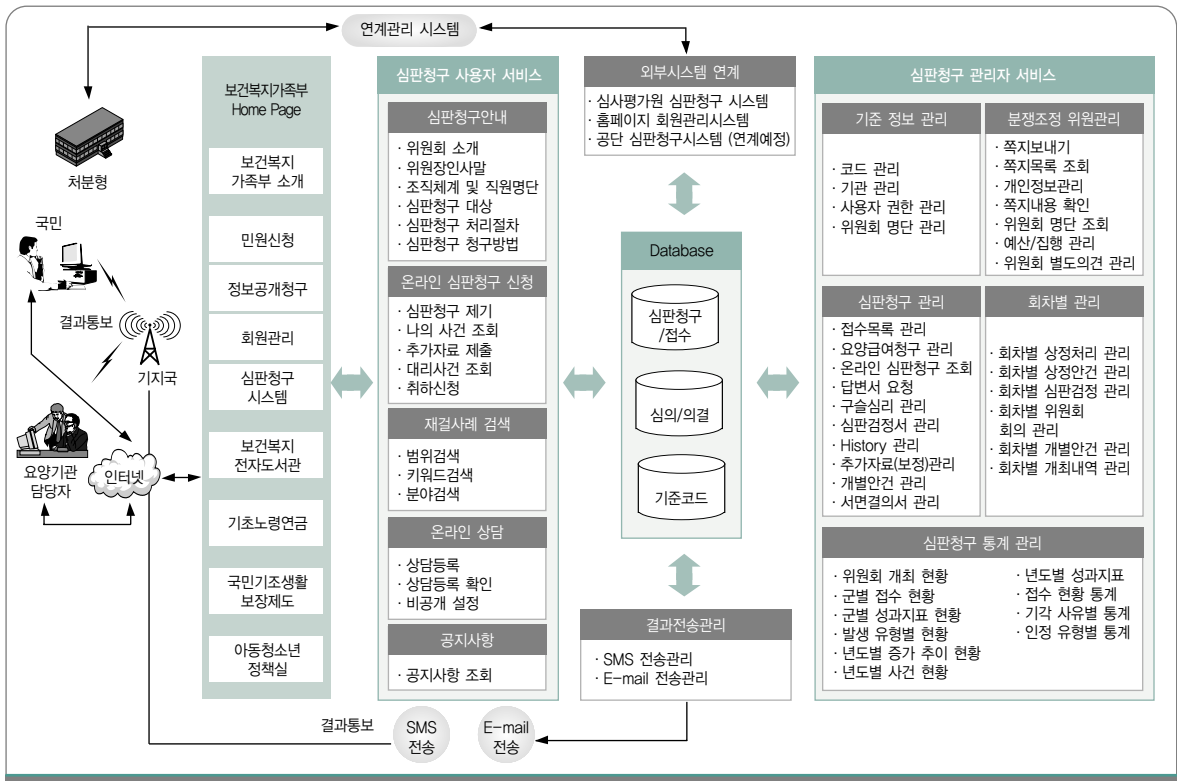 연계관리 시스템
처분형
국민
결과통보
기지국
요양기관
담당자
인터넷
보건복지가족부
Home Page
보건복지
가족부 소개
민원신청
정보공개청구
회원관리
심판청구
시스템
보건복지
전자도서관
기초노령연금
국민기조생활
보장제도
아동청소년
정책실
심판청구 사용자 서비스
심판청구안내
· 위원회 소개
· 위원장인사말
· 조직체계 및 직원명단
· 심판청구 대상
· 심판청구 처리절차
· 심판청구 청구방법
온라인 심판청구 신청
· 심판청구 제기
· 나의 사건 조회
· 추가자료 제출
· 대리사건 조회
· 취하신청
재걸사례 검색
· 범위검색
· 키워드검색
· 분야검색
온라인 상담
· 상담등록
· 상담등록 확인
· 비공개 설정
공지사항
· 공지사항 조회
외부시스템 연계
· 심사평가원 심판청구 시스템
· 홈페이지 회원관리시스템
· 공단 심판청구시스템 (연계예정)
Database
심판청구
/접수
심의/의결
기준코드
결과전송관리
· SMS 전송관리
· E-mail 전송관리
심판청구 관리자 서비스
기준 정보 관리
· 코드 관리
· 기관 관리
· 사용자 권한 관리
· 위원회 명단 관리
분쟁조정 위원관리
· 쪽지보내기
· 쪽지목록 조회
· 개인정보관리
· 쪽지내용 확인
· 위원회 명단 조회
· 예산/집행 관리
· 위원회 별도의견 관리
심판청구 관리
· 접수목록 관리
· 요양급여청구 관리
· 온라인 심판청구 조회
· 답변서 요청
· 구슬심리 관리
· 심판검정서 관리
· History 관리
· 추가자료(보정)관리
· 개별안건 관리
· 서면결의서 관리
회차별 관리
· 회차별 상정처리 관리
· 회차별 상정안건 관리
· 회차별 심판검정 관리
· 회차별 위원회
회의 관리
· 회차별 개별안건 관리
· 회차별 개최내역 관리
심판청구 통계 관리
· 위원회 개최 현황
· 군별 접수 현황
· 군별 성과지표 현황
· 발생 유형별 현황
· 년도별 증가 추이 현황
· 년도별 사건 현황
· 년도별 성과지표
· 접수 현황 통계
· 기각 사유별 통계
· 인정 유형별 통계
결과통보
SMS
전송
E-mail
전송